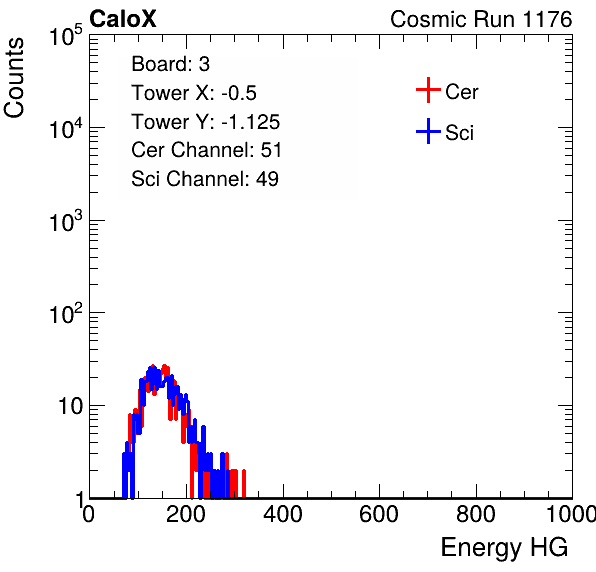 CaloX Cosmic Run 1176
Counts
10^5
10^4
10^3
10^2
10
1
Board: 3
Tower X: -0.5
Tower Y: -1.125
Cer Channel: 51
Sci Channel: 49
Cer
Sci
0 200 400 600 800 1000
Energy HG